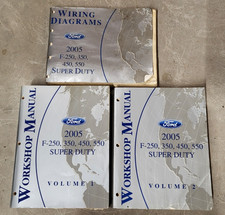 WIRING
DIAGRAMS
Ford
2005
F-250, 350,
450, 550
SUPER DUTY
WORKSHOP MANUAL
Ford
2005
F-250, 350, 450, 550
SUPER DUTY
VOLUME 1
WORKSHOP MANUAL
Ford
2005
F-250, 350, 450, 550
SUPER DUTY
VOLUME 2